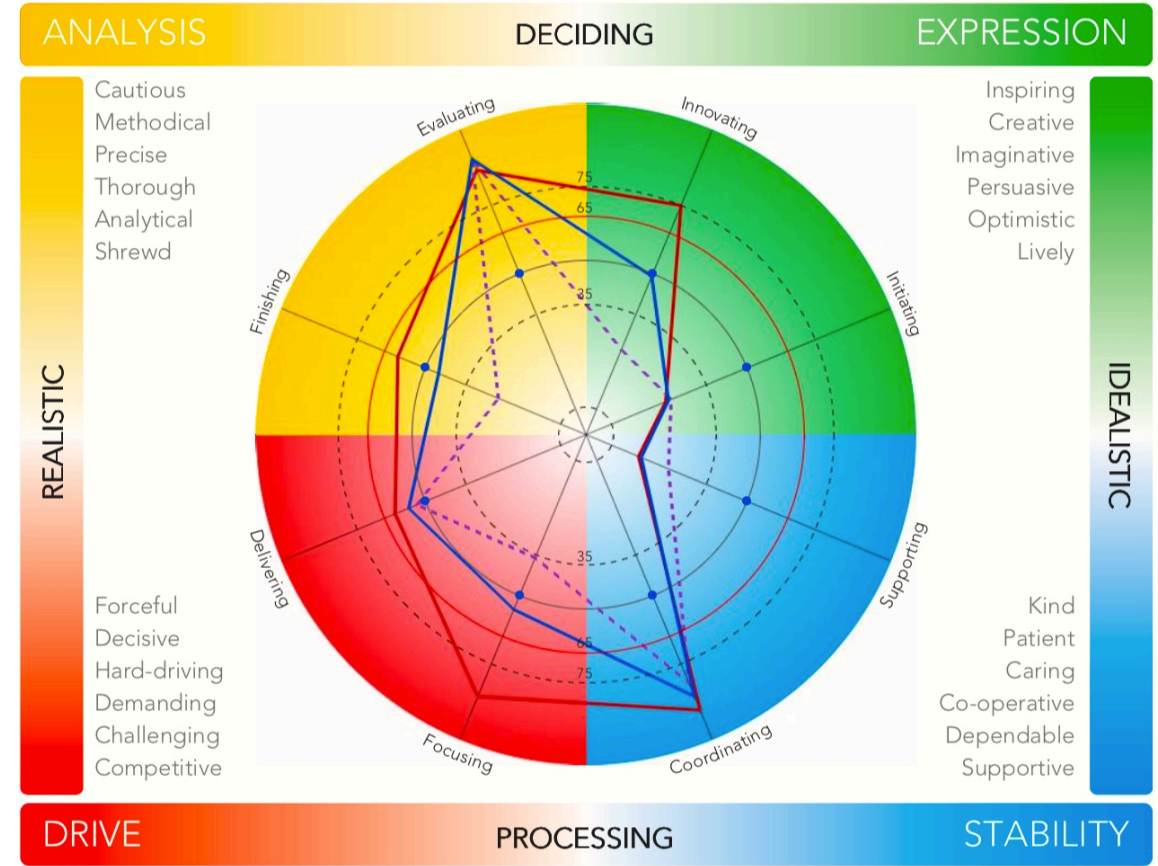 ANALYSIS DECIDING EXPRESSION
Cautious
Methodical
Precise
Thorough
Analytical
Shrewd
Inspiring
Creative
Imaginative
Persuasive
Optimistic
Lively
REALISTIC
IDEALISTIC
Evaluating
Innovating
Finishing
Initiating
75
65
35
Delivering
Supporting
35
65
75
Focusing
Coordinating
Forceful
Decisive
Hard-driving
Demanding
Challenging
Competitive
Kind
Patient
Caring
Co-operative
Dependable
Supportive
DRIVE PROCESSING STABILITY